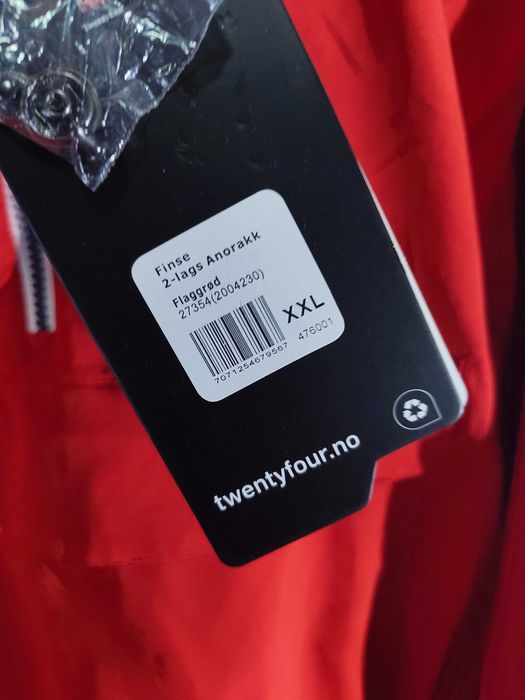 Finse
2-lags Anorakk
Flaggrød
27354(2004230)
XXL
7071254679567
476001
twentyfour.no